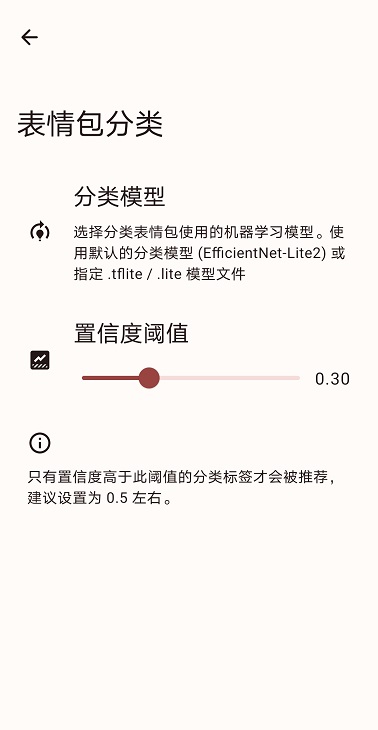 表情包分类
分类模型
选择分类表情包使用的机器学习模型。使
用默认的分类模型 (EfficientNet-Lite2) 或
指定 .tflite / .lite 模型文件
置信度阈值
0.30
只有置信度高于此阈值的分类标签才会被推荐，
建议设置为 0.5 左右。